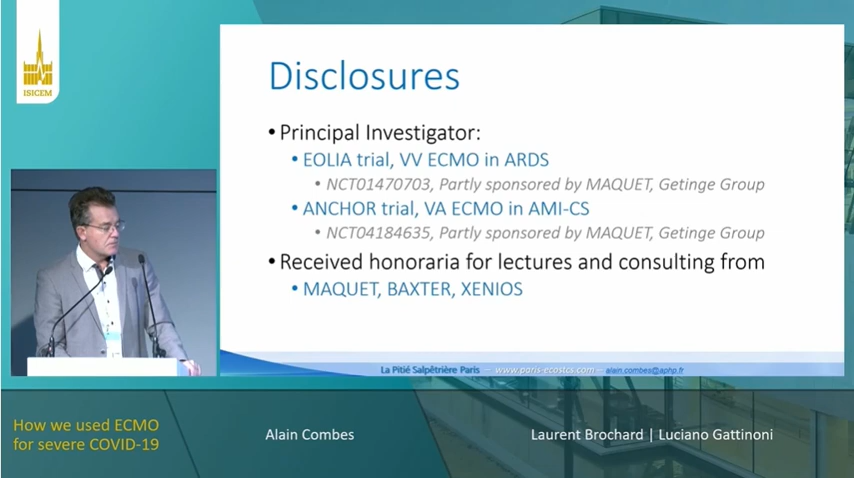 ISICEM
Disclosures
• Principal Investigator:
• EOLIA trial, VV ECMO in ARDS
• NCT01470703, Partly sponsored by MAQUET, Getinge Group
• ANCHOR trial, VA ECMO in AMI-CS
• NCT04184635, Partly sponsored by MAQUET, Getinge Group
• Received honoraria for lectures and consulting from
• MAQUET, BAXTER, XENIOS
La Pitié Salpêtrière Paris — www.paris-ecostcs.com – alain.combes@aphp.fr
How we used ECMO
for severe COVID-19
Alain Combes
Laurent Brochard | Luciano Gattinoni